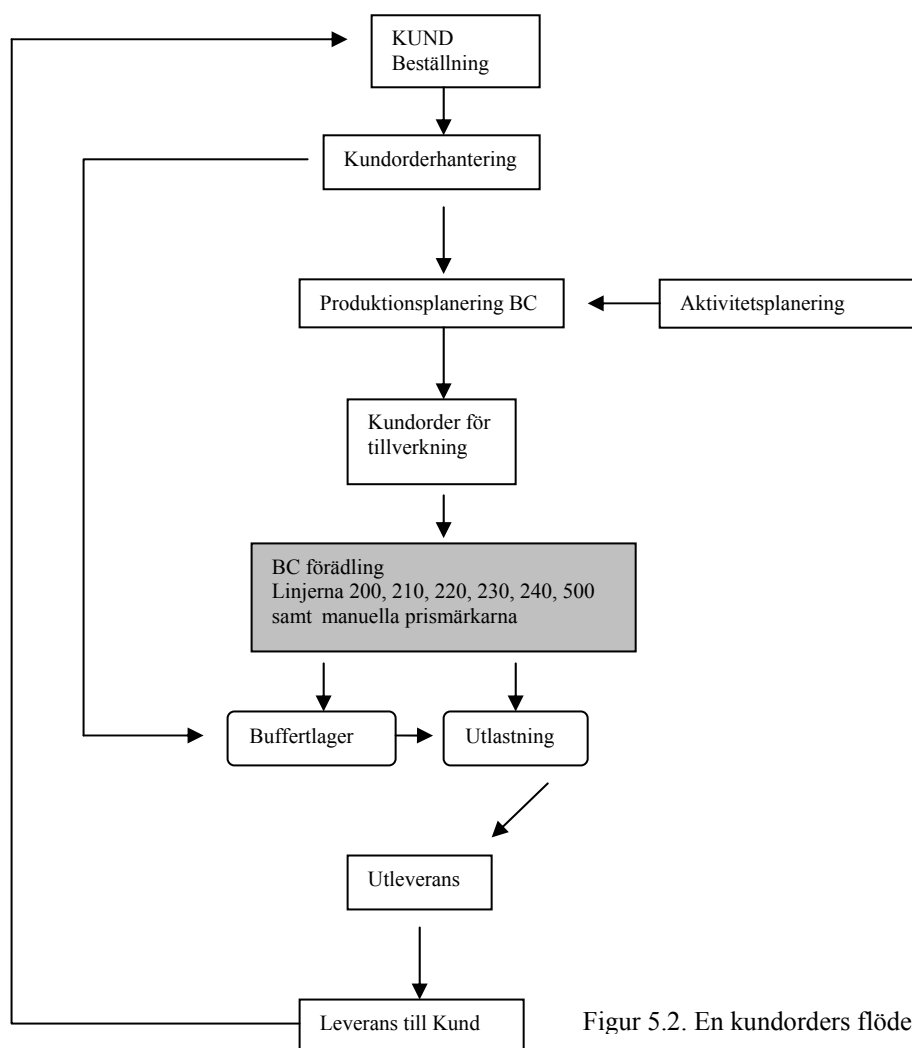 KUND
Beställning
Kundorderhantering
Produktionsplanering BC
Aktivitetsplanering
Kundorder för
tillverkning
BC förädling
Linjerna 200, 210, 220, 230, 240, 500
samt manuella prismärkarna
Buffertlager
Utlastning
Utleverans
Leverans till Kund
Figur 5.2. En kundorders flöde